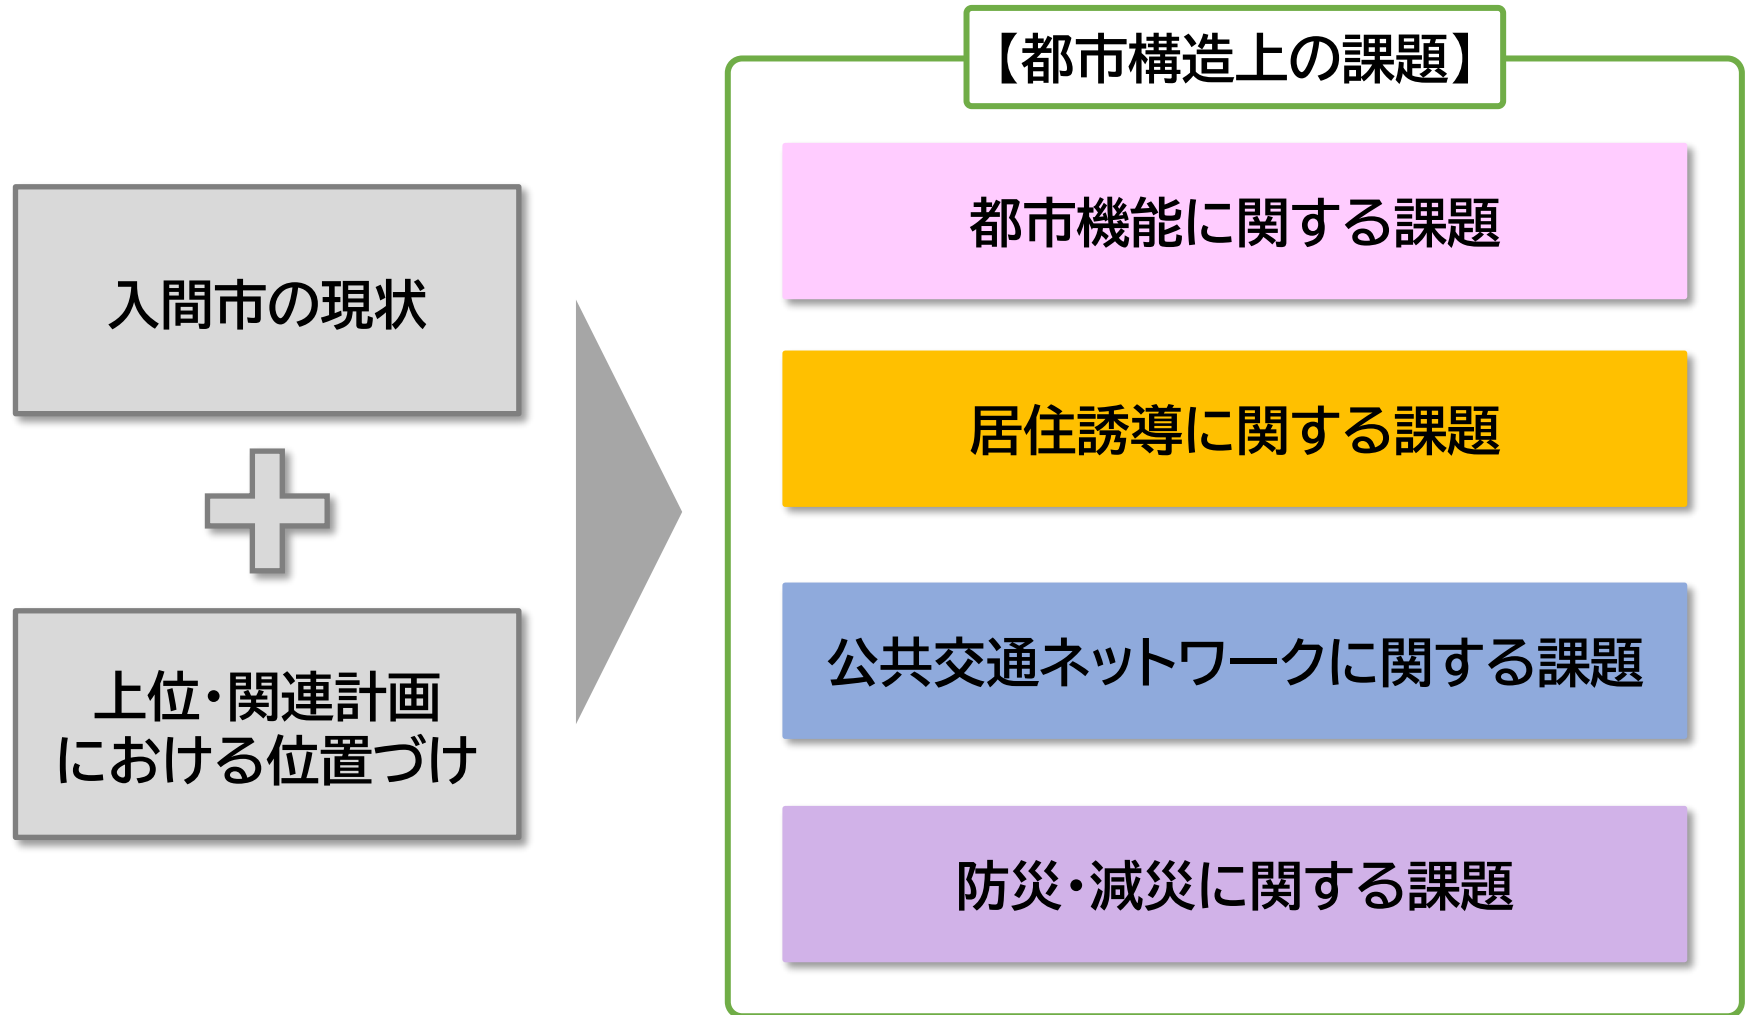 入間市の現状
上位・関連計画
における位置づけ
【都市構造上の課題】
都市機能に関する課題
居住誘導に関する課題
公共交通ネットワークに関する課題
防災・減災に関する課題